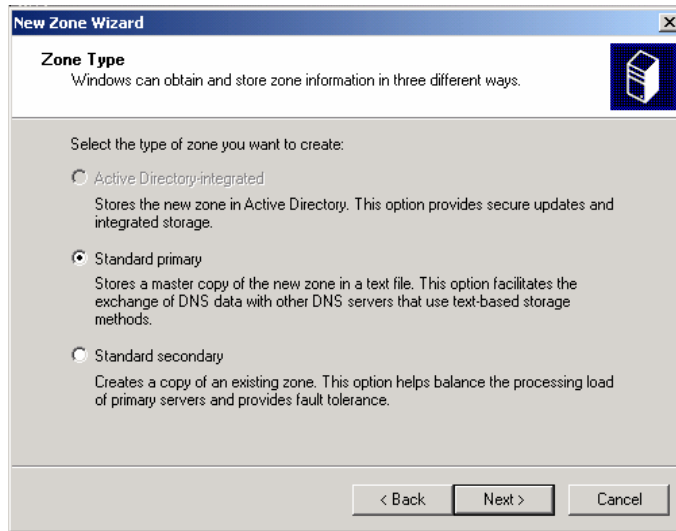 New Zone Wizard
Zone Type
Windows can obtain and store zone information in three different ways.
Select the type of zone you want to create:
Active Directory-integrated
Stores the new zone in Active Directory. This option provides secure updates and
integrated storage.
Standard primary
Stores a master copy of the new zone in a text file. This option facilitates the
exchange of DNS data with other DNS servers that use text-based storage
methods.
Standard secondary
Creates a copy of an existing zone. This option helps balance the processing load
of primary servers and provides fault tolerance.
< Back Next > Cancel